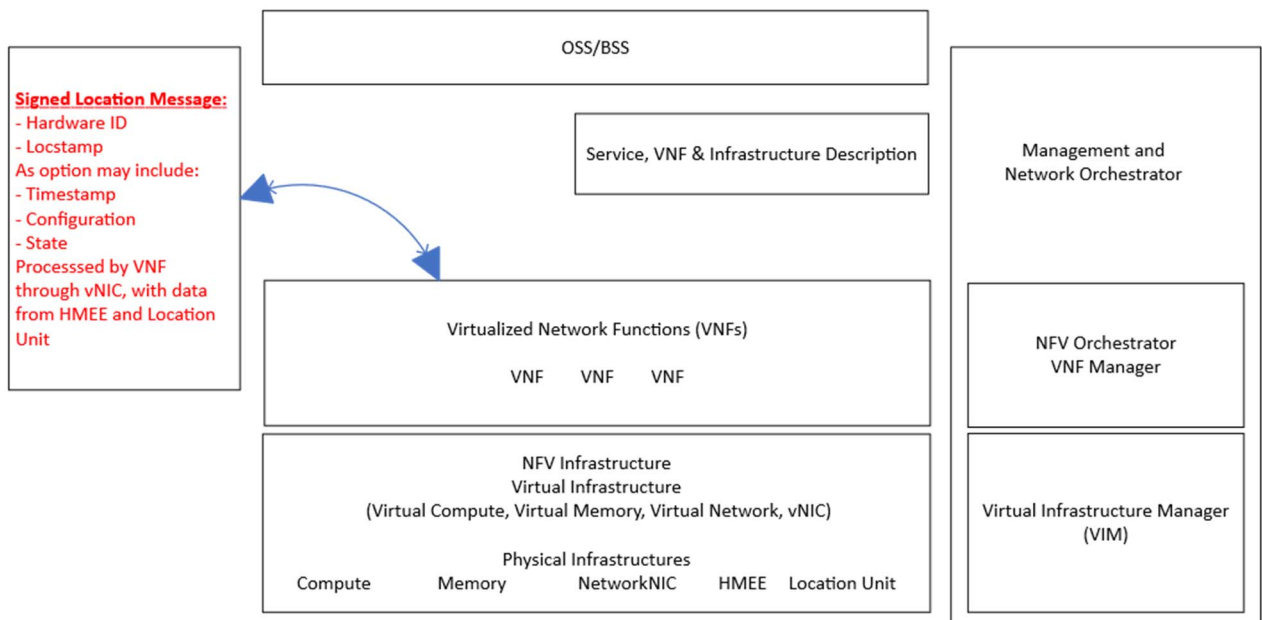 OSS/BSS
Signed Location Message:
- Hardware ID
- Locstamp
As option may include:
- Timestamp
- Configuration
- State
Processsed by VNF
through vNIC, with data
from HMEE and Location
Unit
Service, VNF & Infrastructure Description
Management and
Network Orchestrator
Virtualized Network Functions (VNFs)
VNF VNF VNF
NFV Orchestrator
VNF Manager
NFV Infrastructure
Virtual Infrastructure
(Virtual Compute, Virtual Memory, Virtual Network, vNIC)
Physical Infrastructures
Compute Memory NetworkNIC HMEE Location Unit
Virtual Infrastructure Manager
(VIM)